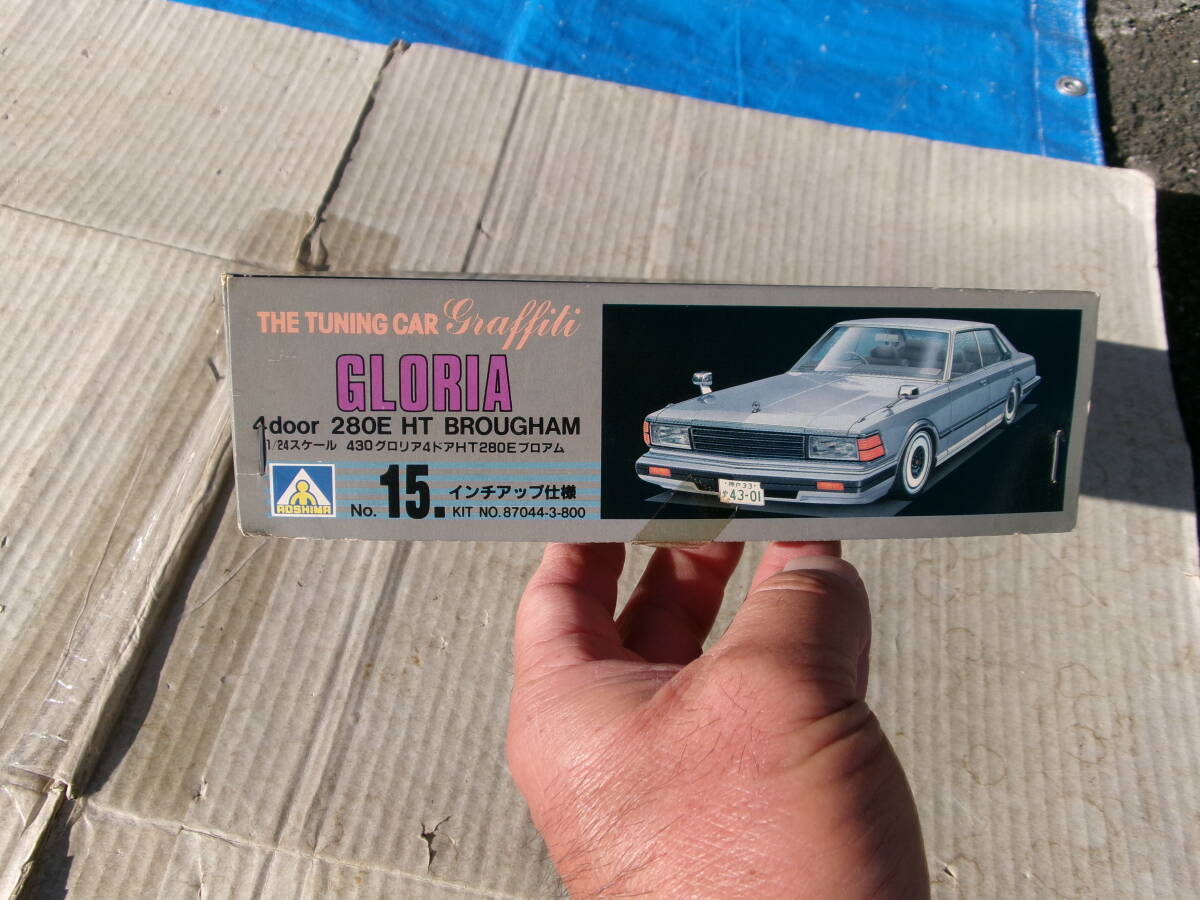 THE TUNING CAR Graffiti
GLORIA
4door 280E HT BROUGHAM
1/24スケール 430グロリア4ドアHT280Eブロアム
AOSHIMA
No. 15. インチアップ仕様
KIT NO.87044-3-800
神戸33
43-01